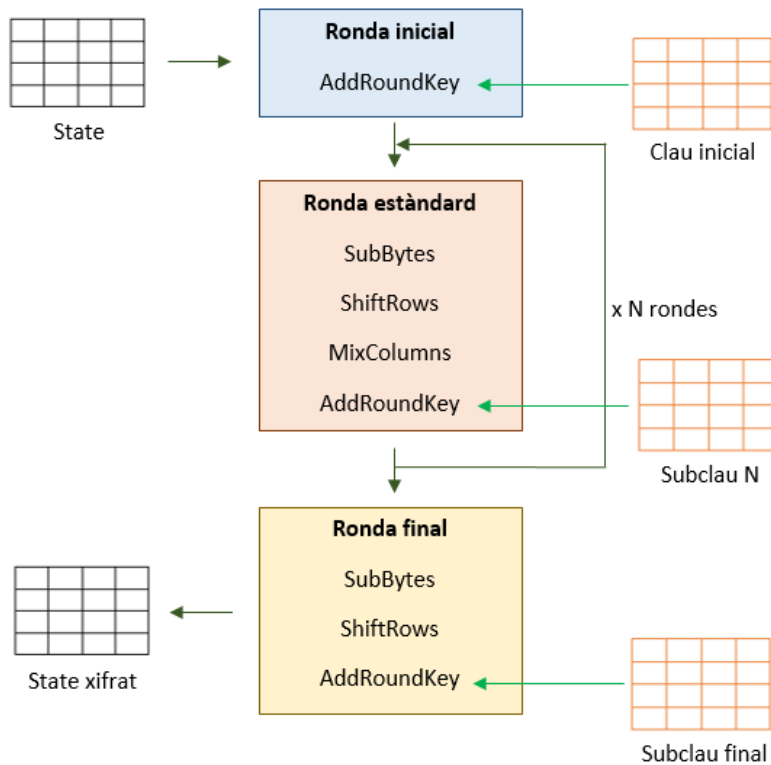 Ronda inicial
AddRoundKey
State
Clau inicial
Ronda estàndard
SubBytes
ShiftRows
x N rondes
MixColumns
AddRoundKey
Subclau N
Ronda final
SubBytes
ShiftRows
AddRoundKey
State xifrat
Subclau final